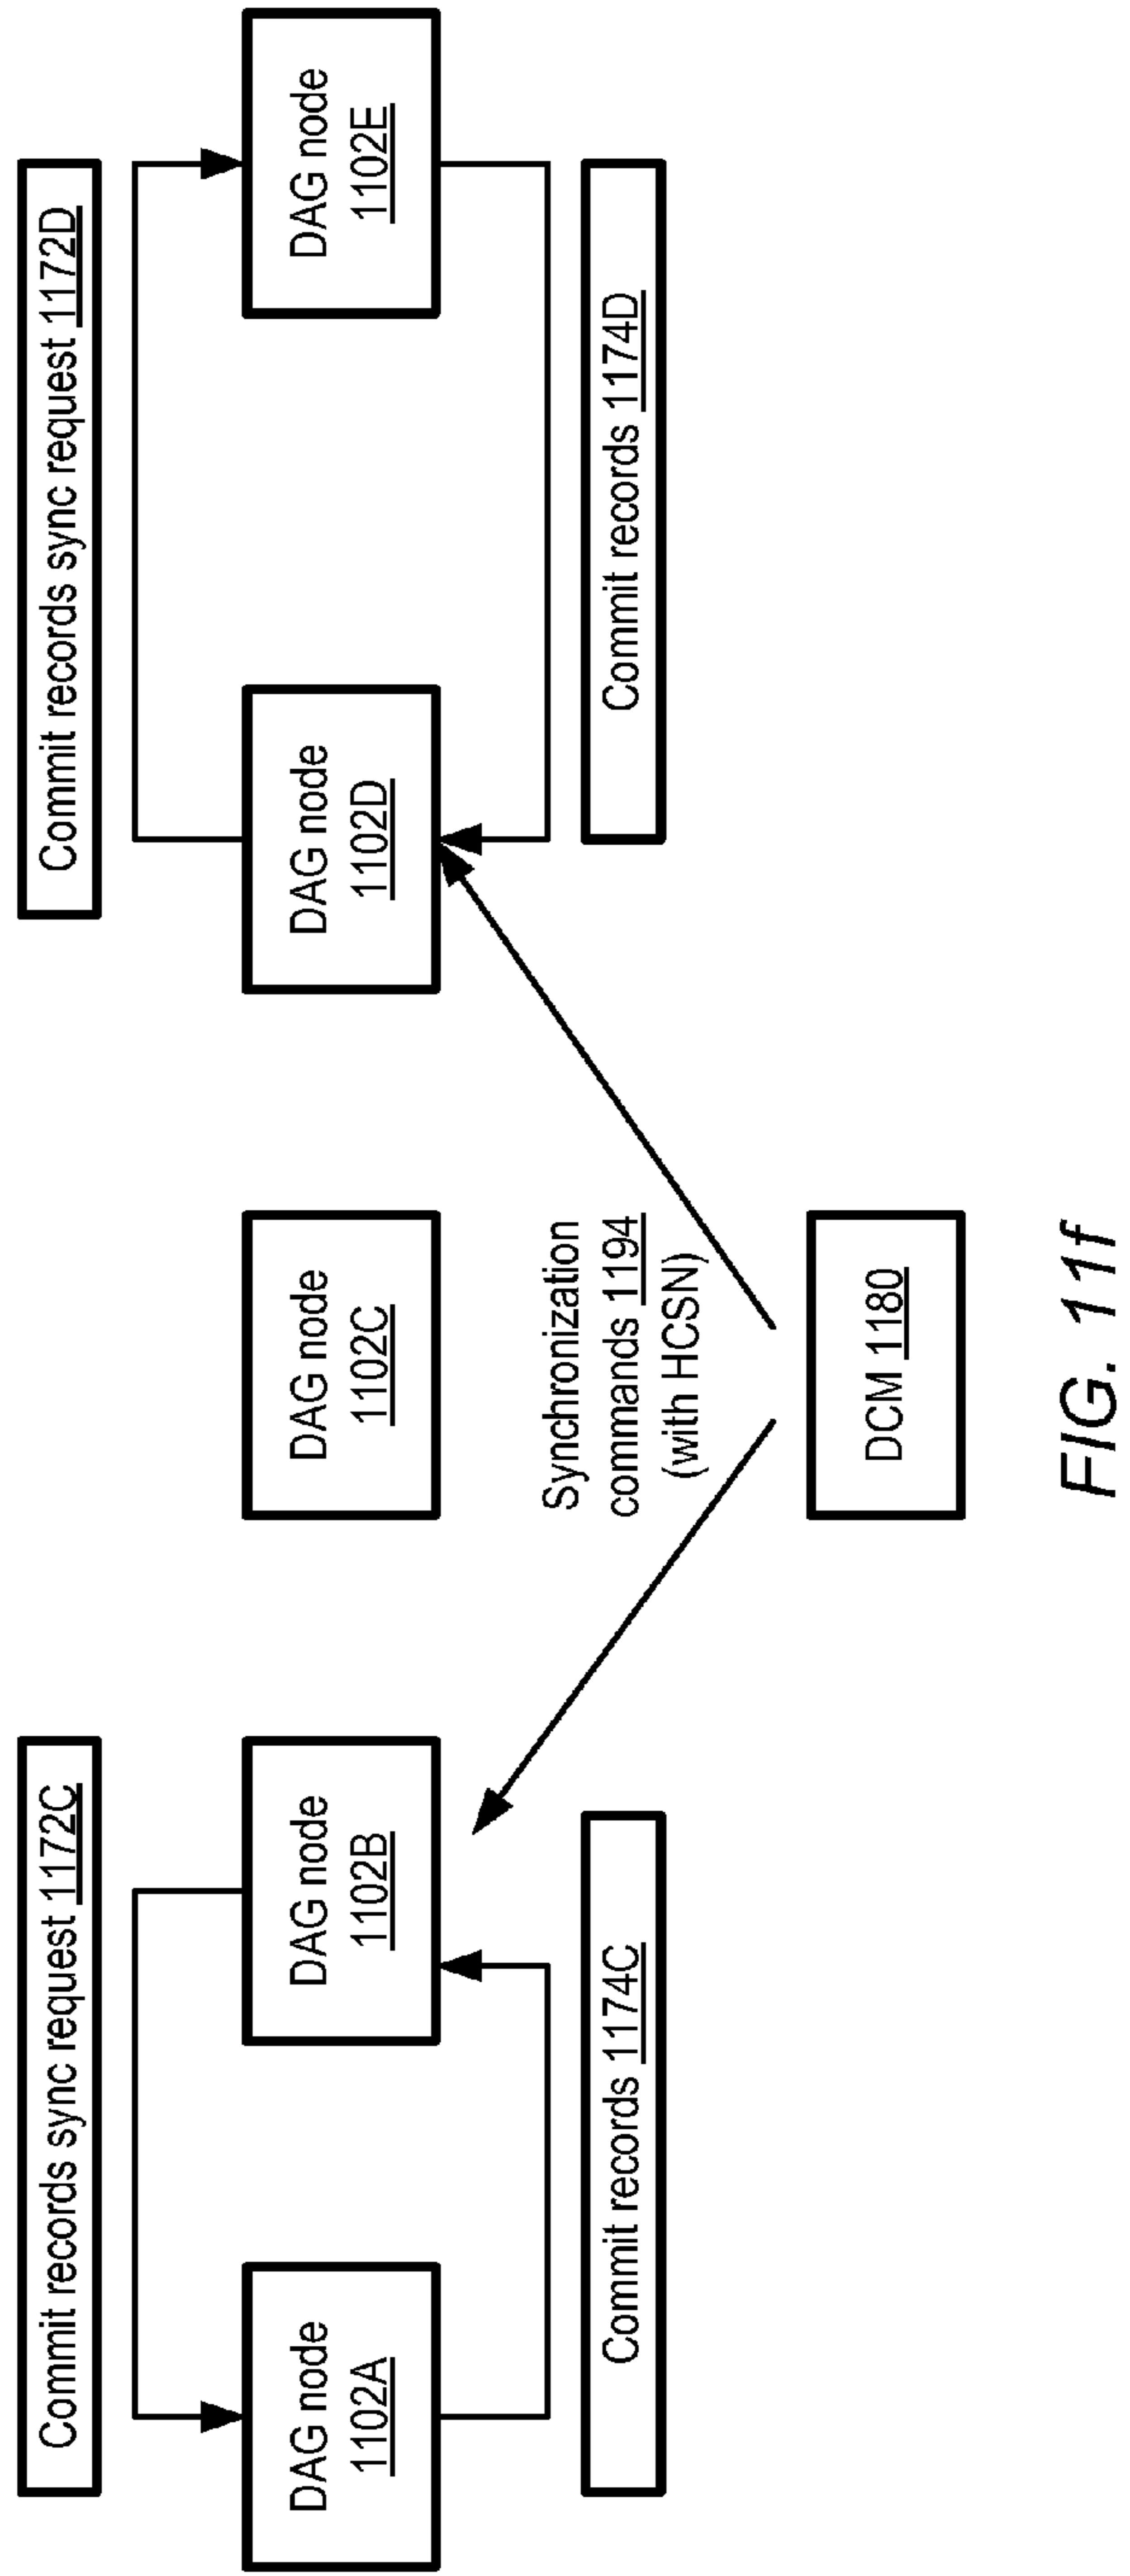 Commit records sync request 1172C
Commit records sync request 1172D
DAG node
1102A
DAG node
1102B
DAG node
1102C
DAG node
1102D
DAG node
1102E
Synchronization
commands 1194
(with HCSN)
Commit records 1174C
Commit records 1174D
DCM 1180
FIG. 11f